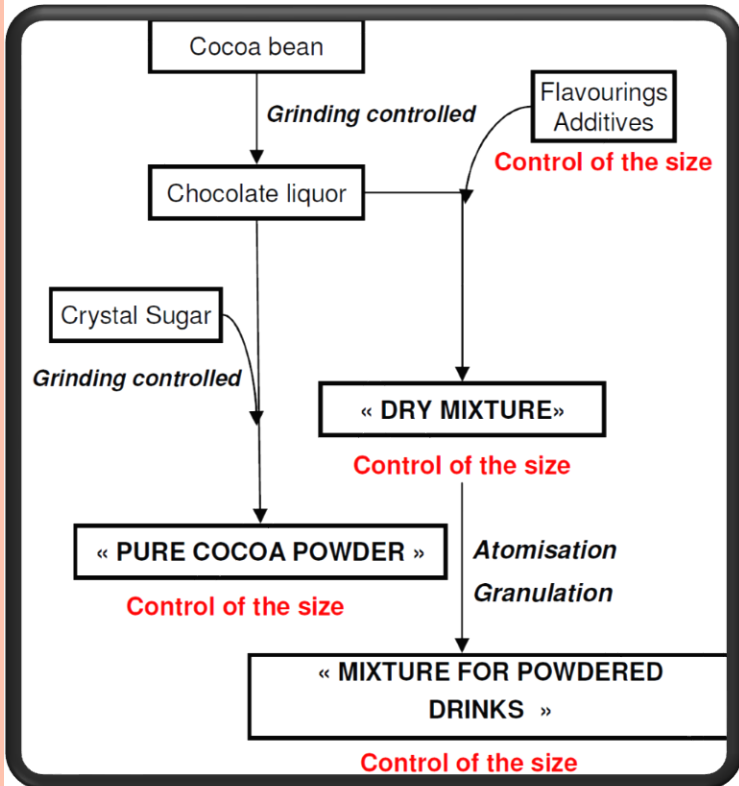 Cocoa bean
Flavourings
Additives
Grinding controlled
Control of the size
Chocolate liquor
Crystal Sugar
Grinding controlled
« DRY MIXTURE»
Control of the size
« PURE COCOA POWDER »
Atomisation
Control of the size
Granulation
« MIXTURE FOR POWDERED
DRINKS »
Control of the size